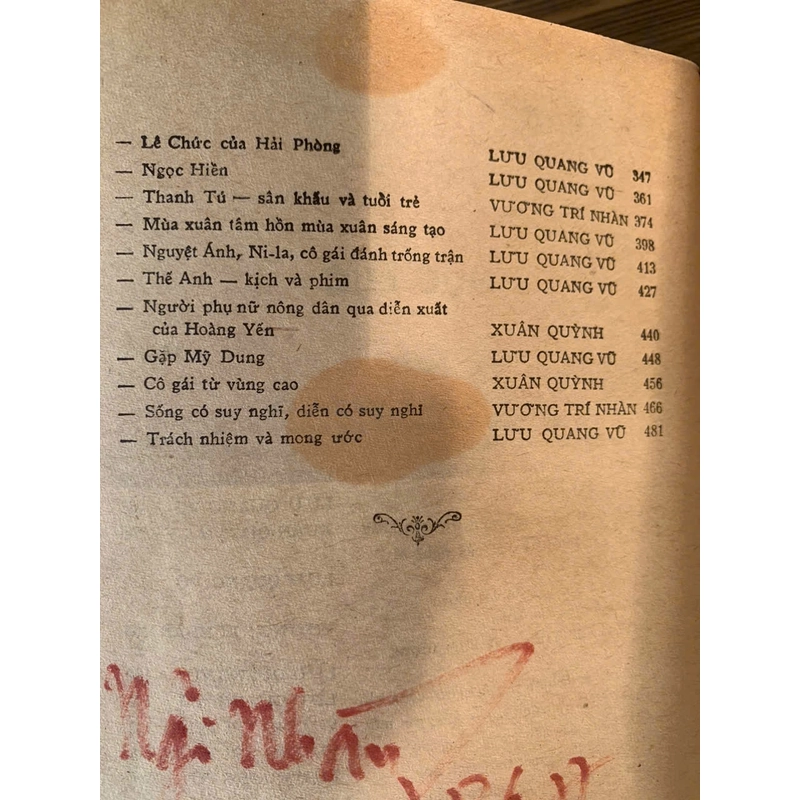 — Lê Chức của Hải Phòng LƯU QUANG VŨ 347
— Ngọc Hiền LƯU QUANG VŨ 361
— Thanh Tú — sân khấu và tuổi trẻ VƯƠNG TRÍ NHÀN 374
— Mùa xuân tâm hồn mùa xuân sáng tạo LƯU QUANG VŨ 398
— Nguyệt Ánh, Ni-la, cô gái đánh trống trận LƯU QUANG VŨ 413
— Thế Anh — kịch và phim LƯU QUANG VŨ 427
— Người phụ nữ nông dân qua diễn xuất
của Hoàng Yến XUÂN QUỲNH 440
— Gặp Mỹ Dung LƯU QUANG VŨ 448
— Cô gái từ vùng cao XUÂN QUỲNH 456
— Sống có suy nghĩ, diễn có suy nghĩ VƯƠNG TRÍ NHÀN 466
— Trách nhiệm và mong ước LƯU QUANG VŨ 481